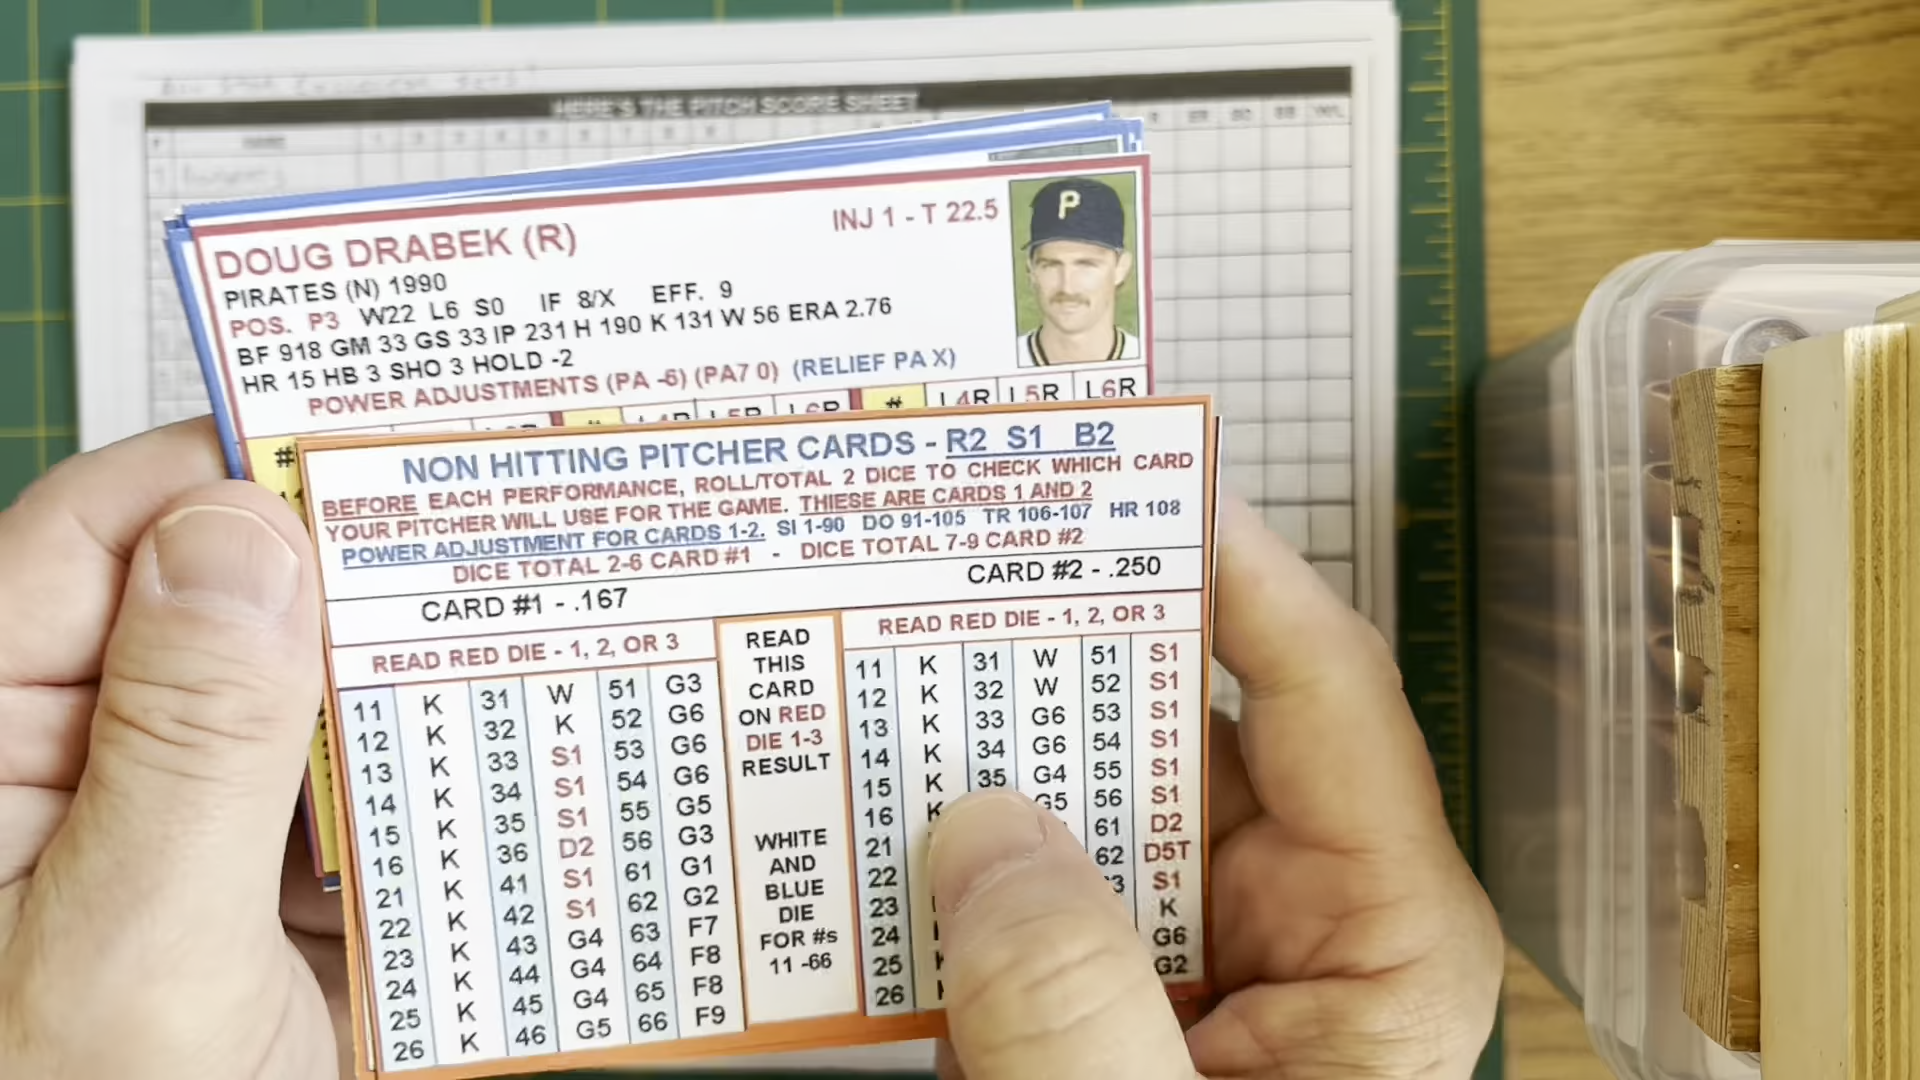 HERE'S THE PITCH SCORE SHEET
DOUG DRABEK (R)
INJ 1 - T 22.5
PIRATES (N) 1990
POS. P3 W22 L6 S0 IF 8/X EFF. 9
BF 918 GM 33 GS 33 IP 231 H 190 K 131 W 56 ERA 2.76
HR 15 HB 3 SHO 3 HOLD -2
POWER ADJUSTMENTS (PA -6) (PA7 0) (RELIEF PA X)
# L4R L5R L6R # L4R L5R L6R
P
NON HITTING PITCHER CARDS - R2 S1 B2
BEFORE EACH PERFORMANCE, ROLL/TOTAL 2 DICE TO CHECK WHICH CARD
YOUR PITCHER WILL USE FOR THE GAME. THIESE ARE CARDS 1 AND 2
POWER ADJUSTMENT FOR CARDS 1-2. SI 1-90 DO 91-105 TR 106-107 HR 108
DICE TOTAL 2-6 CARD #1 - DICE TOTAL 7-9 CARD #2
CARD #1 - .167
CARD #2 - .250
READ RED DIE - 1, 2, OR 3
11 K 31 W 51 G3
12 K 32 K 52 G6
13 K 33 S1 53 G6
14 K 34 S1 54 G6
15 K 35 S1 55 G5
16 K 36 D2 56 G3
21 K 41 S1 61 G1
22 K 42 S1 62 G2
23 K 43 G4 63 F7
24 K 44 G4 64 F8
25 K 45 G4 65 F8
26 K 46 G5 66 F9
READ
THIS
CARD
ON RED
DIE 1-3
RESULT
WHITE
AND
BLUE
DIE
FOR #s
11 -66
READ RED DIE - 1, 2, OR 3
11 K 31 W 51 S1
12 K 32 W 52 S1
13 K 33 G6 53 S1
14 K 34 G6 54 S1
15 K 35 G4 55 S1
16 K G5 56 S1
21 61 D2
22 62 D5T
23 S1
24 K
25 G6
26 G2